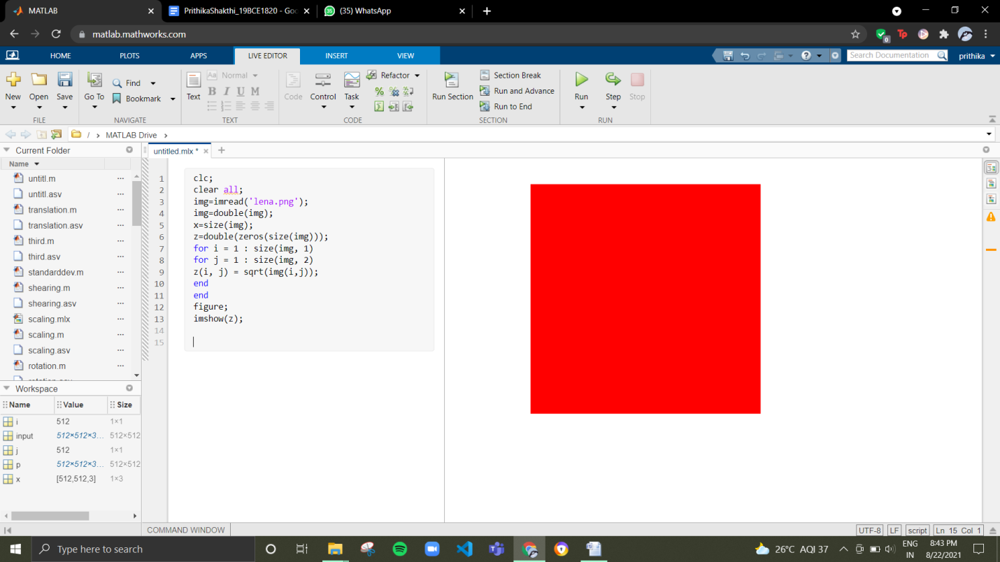 MATLAB
PrithikaShakthi_19BCE1820 - Goo
(35) WhatsApp
matlab.mathworks.com
HOME PLOTS APPS LIVE EDITOR INSERT VIEW
Search Documentation prithika
New Open Save Go To Find Bookmark
Text Aa Normal B I U M
Code Control Task Refactor
Run Section Section Break Run and Advance Run to End
Run Step Stop
FILE NAVIGATE TEXT CODE SECTION RUN
/ › MATLAB Drive ›
Current Folder
Name
untitl.m
untitl.asv
translation.m
translation.asv
third.m
third.asv
standarddev.m
shearing.m
shearing.asv
scaling.mlx
scaling.m
scaling.asv
rotation.m
Workspace
Name Value Size
i 512 1×1
input 512×512×3... 512×512
j 512 1×1
p 512×512×3... 512×512
x [512,512,3] 1×3
untitled.mlx *
1 clc;
2 clear all;
3 img=imread('lena.png');
4 img=double(img);
5 x=size(img);
6 z=double(zeros(size(img)));
7 for i = 1 : size(img, 1)
8 for j = 1 : size(img, 2)
9 z(i, j) = sqrt(img(i,j));
10 end
11 end
12 figure;
13 imshow(z);
14
15
COMMAND WINDOW
UTF-8 LF script Ln 15 Col 1
Type here to search
26°C AQI 37
ENG
IN
8:43 PM
8/22/2021